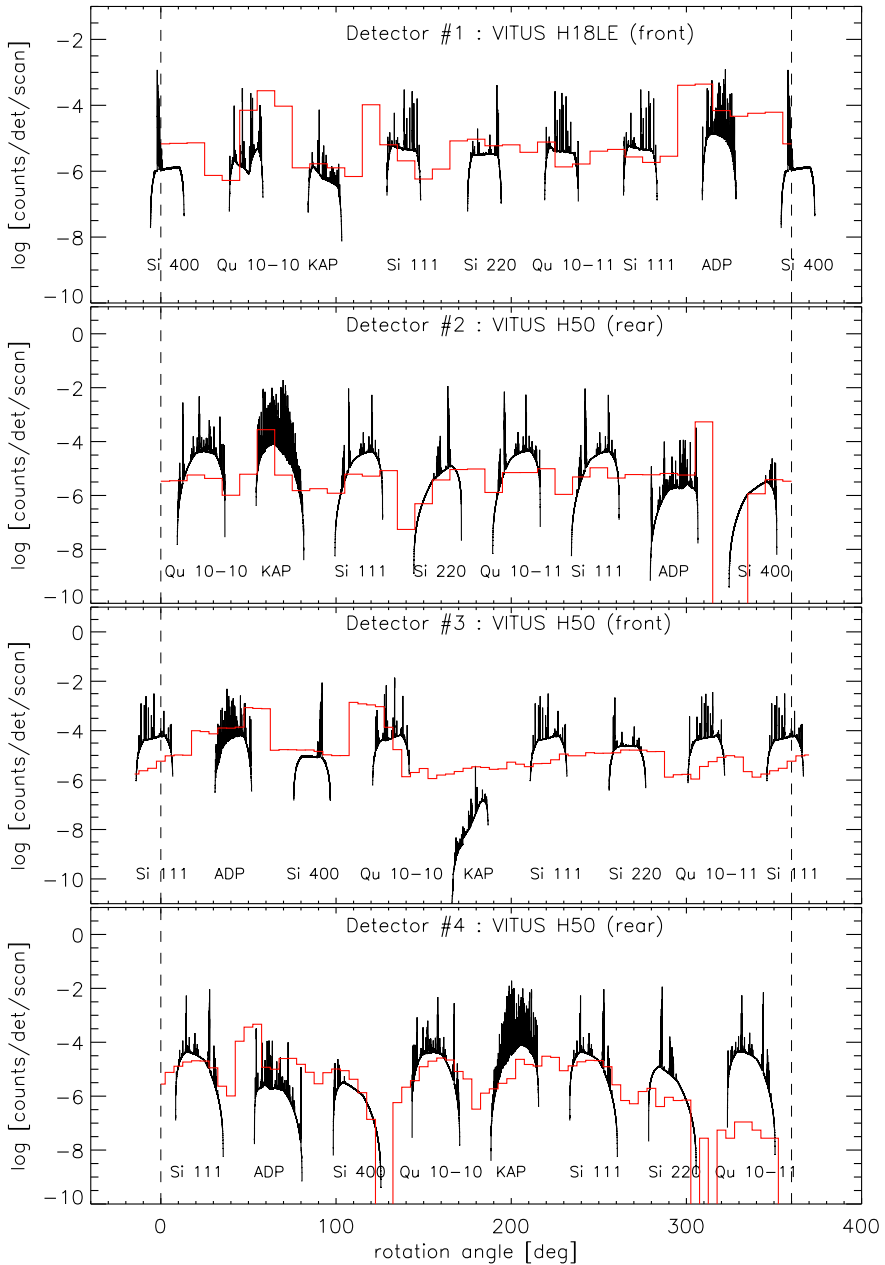 Detector #1 : VITUS H18LE (front)
log [counts/det/scan]
−2
−4
−6
−8
−10
Si 400 Qu 10−10 KAP Si 111 Si 220 Qu 10−11 Si 111 ADP Si 400
Detector #2 : VITUS H50 (rear)
log [counts/det/scan]
0
−2
−4
−6
−8
−10
Qu 10−10 KAP Si 111 Si 220 Qu 10−11 Si 111 ADP Si 400
Detector #3 : VITUS H50 (front)
log [counts/det/scan]
0
−2
−4
−6
−8
−10
Si 111 ADP Si 400 Qu 10−10 KAP Si 111 Si 220 Qu 10−11 Si 111
Detector #4 : VITUS H50 (rear)
log [counts/det/scan]
0
−2
−4
−6
−8
−10
Si 111 ADP Si 400 Qu 10−10 KAP Si 111 Si 220 Qu 10−11
0 100 200 300 400
rotation angle [deg]